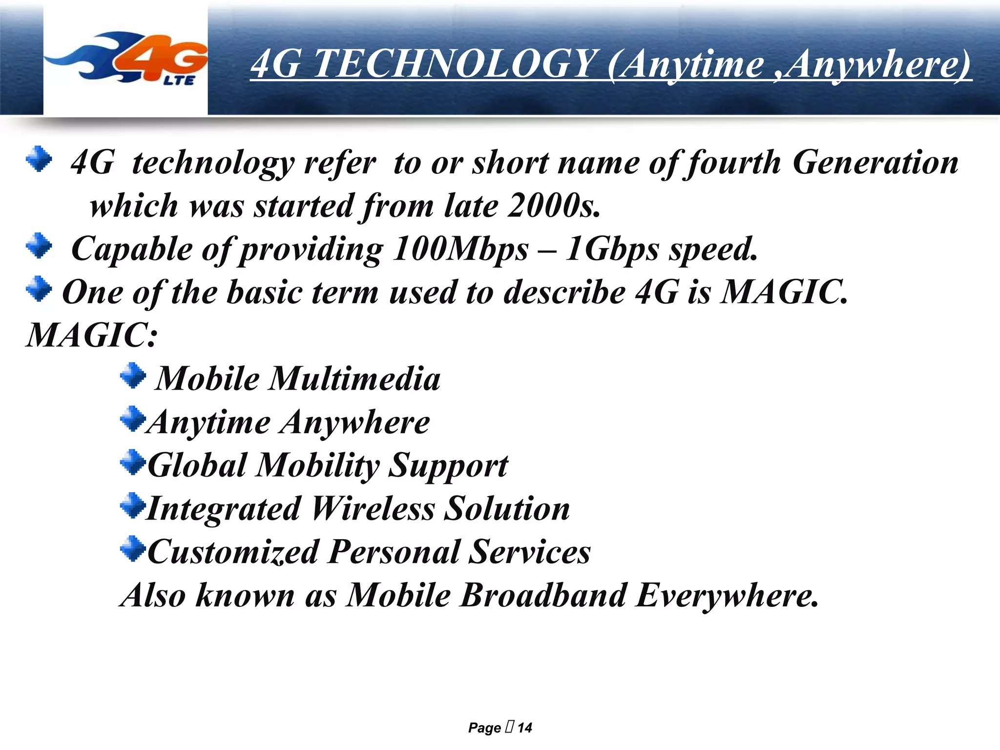 4G
LTE
4G TECHNOLOGY (Anytime ,Anywhere)
4G technology refer to or short name of fourth Generation
which was started from late 2000s.
Capable of providing 100Mbps – 1Gbps speed.
One of the basic term used to describe 4G is MAGIC.
MAGIC:
Mobile Multimedia
Anytime Anywhere
Global Mobility Support
Integrated Wireless Solution
Customized Personal Services
Also known as Mobile Broadband Everywhere.
Page  14